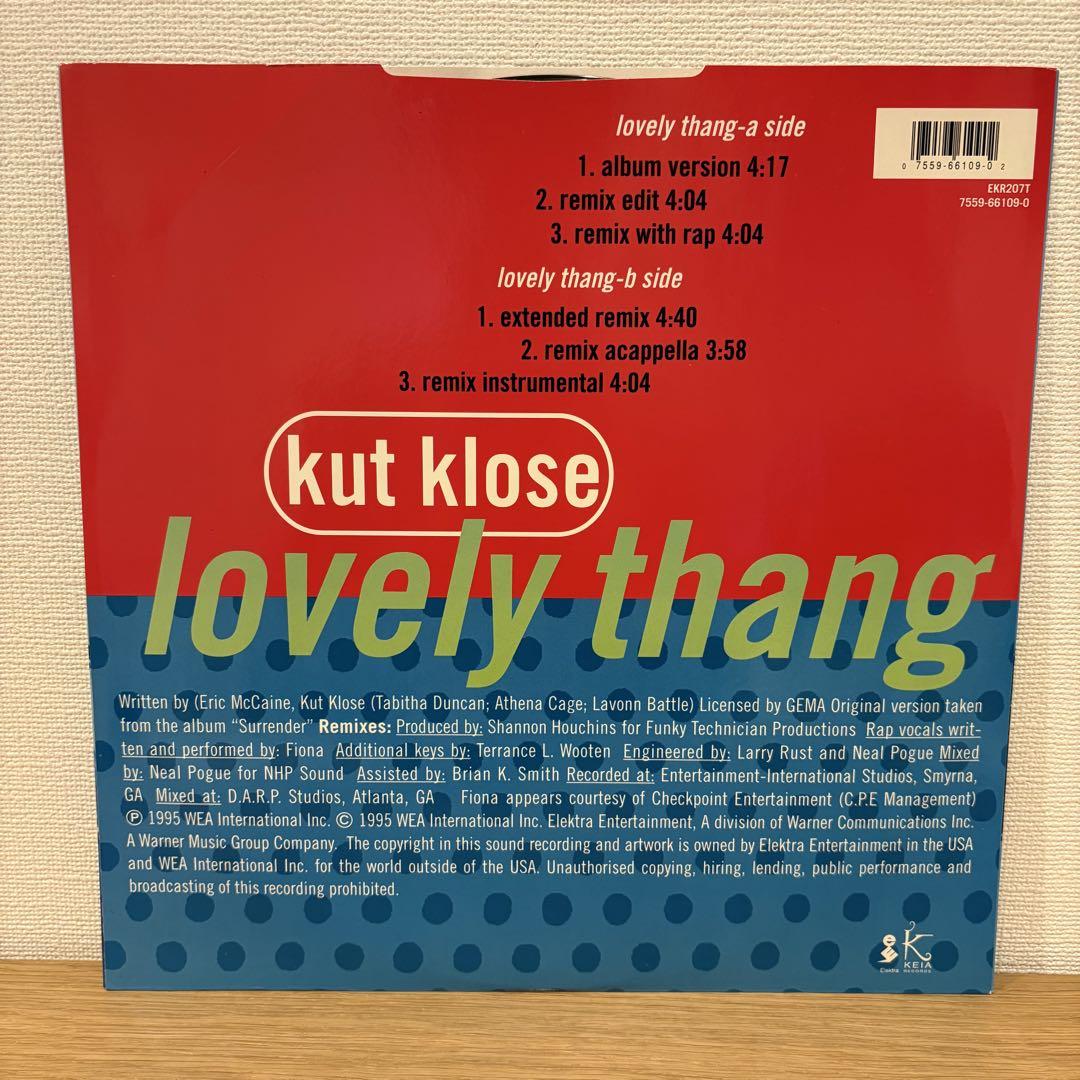 lovely thang-a side
1. album version 4:17
2. remix edit 4:04
3. remix with rap 4:04
lovely thang-b side
1. extended remix 4:40
2. remix acappella 3:58
3. remix instrumental 4:04
0 7559-66109-0 2
EKR207T
7559-66109-0
kut klose
lovely thang
Written by (Eric McCaine, Kut Klose (Tabitha Duncan; Athena Cage; Lavonn Battle) Licensed by GEMA Original version taken
from the album “Surrender” Remixes: Produced by: Shannon Houchins for Funky Technician Productions Rap vocals writ-
ten and performed by: Fiona Additional keys by: Terrance L. Wooten Engineered by: Larry Rust and Neal Pogue Mixed
by: Neal Pogue for NHP Sound Assisted by: Brian K. Smith Recorded at: Entertainment-International Studios, Smyrna,
GA Mixed at: D.A.R.P. Studios, Atlanta, GA Fiona appears courtesy of Checkpoint Entertainment (C.P.E Management)
℗ 1995 WEA International Inc. © 1995 WEA International Inc. Elektra Entertainment, A division of Warner Communications Inc.
A Warner Music Group Company. The copyright in this sound recording and artwork is owned by Elektra Entertainment in the USA
and WEA International Inc. for the world outside of the USA. Unauthorised copying, hiring, lending, public performance and
broadcasting of this recording prohibited.
Elektra
K
KEIA
RECORDS